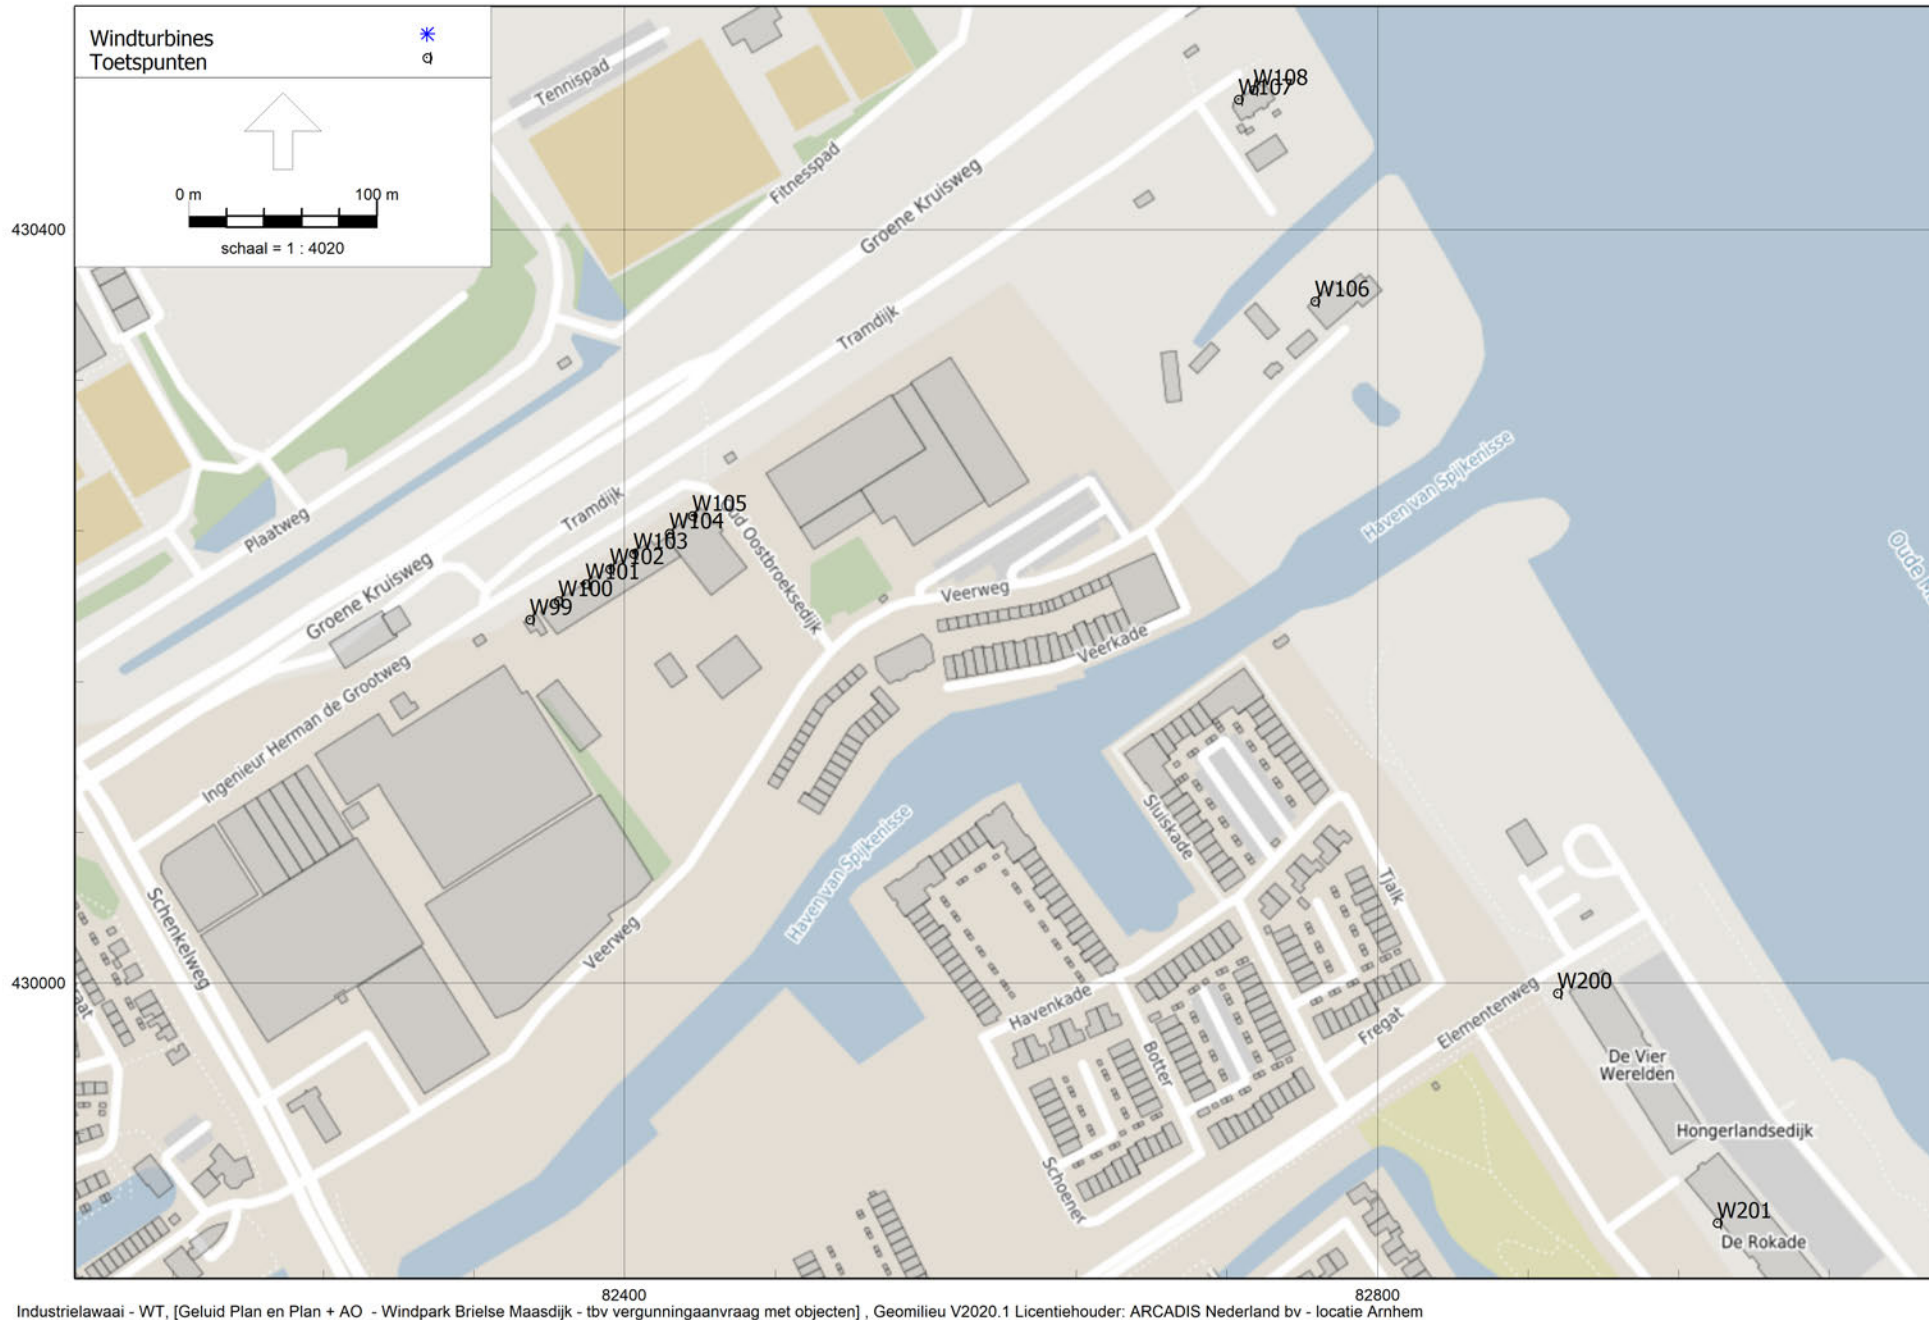 Windturbines
Toetspunten
0 m 100 m
schaal = 1 : 4020
Tennispad
Fitnesspad
W108
W107
Groene Kruisweg
430400
W106
Tramdijk
Haven van Spijkenisse
Plaatweg
Tramdijk
W105
W104
W103
W102
W101
W100
W99
Oude
Groene Kruisweg
Oud Oostbroeksedijk
Veerweg
Veerkade
Ingenieur Herman de Grootweg
Sluiskade
Haven van Spijkenisse
Tjalk
Schenkelweg
Veerweg
430000
W200
Havenkade
Elementenweg
Fregat
Botter
De Vier
Werelden
Hongerlandsedijk
Schoener
W201
De Rokade
82400 82800
Industrielawaai - WT, [Geluid Plan en Plan + AO - Windpark Brielse Maasdijk - tbv vergunningaanvraag met objecten] , Geomilieu V2020.1 Licentiehouder: ARCADIS Nederland bv - locatie Arnhem